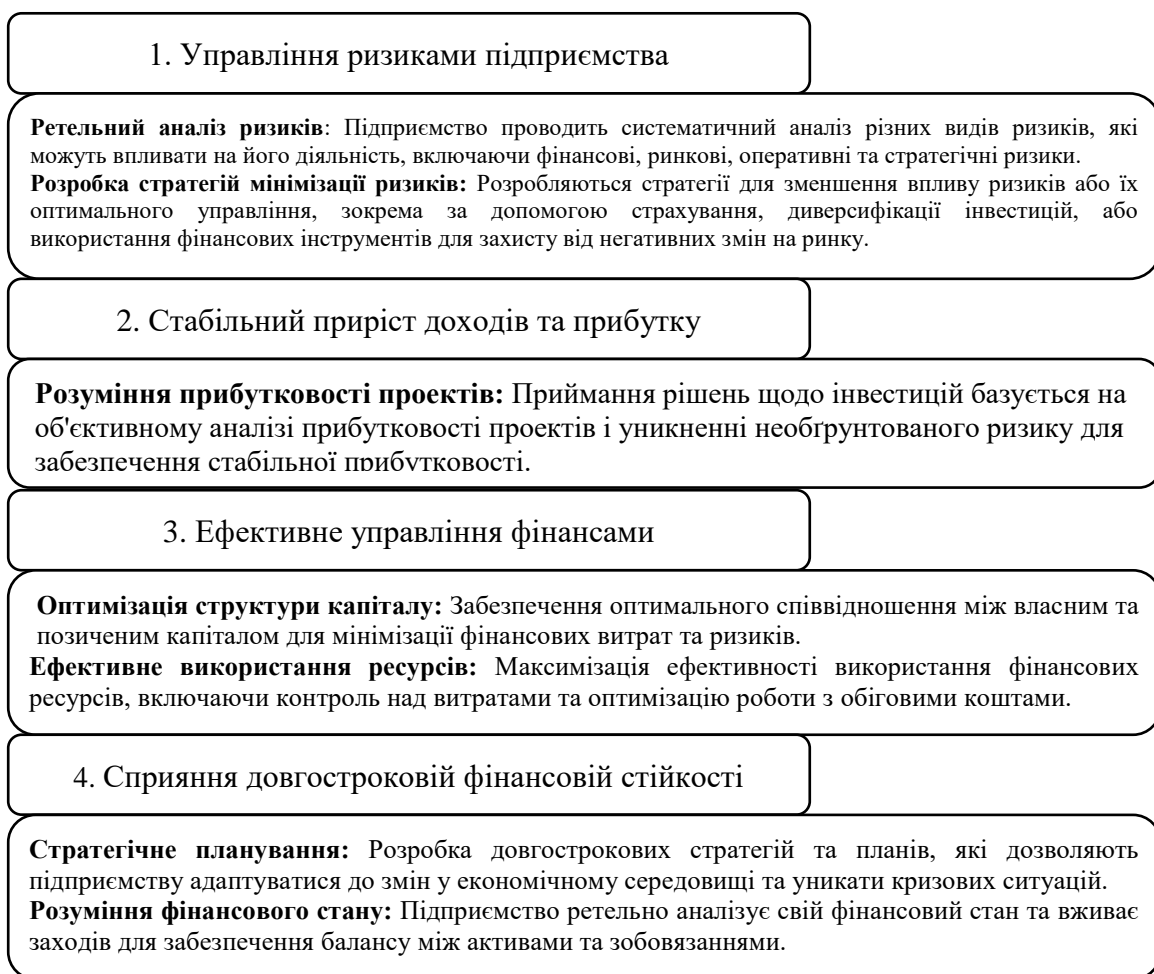 1. Управління ризиками підприємства
Ретельний аналіз ризиків: Підприємство проводить систематичний аналіз різних видів ризиків, які
можуть впливати на його діяльність, включаючи фінансові, ринкові, оперативні та стратегічні ризики.
Розробка стратегій мінімізації ризиків: Розробляються стратегії для зменшення впливу ризиків або їх
оптимального управління, зокрема за допомогою страхування, диверсифікації інвестицій, або
використання фінансових інструментів для захисту від негативних змін на ринку.
2. Стабільний приріст доходів та прибутку
Розуміння прибутковості проектів: Приймання рішень щодо інвестицій базується на
об'єктивному аналізі прибутковості проектів і уникненні необґрунтованого ризику для
забезпечення стабільної прибутковості.
3. Ефективне управління фінансами
Оптимізація структури капіталу: Забезпечення оптимального співвідношення між власним та
позиченим капіталом для мінімізації фінансових витрат та ризиків.
Ефективне використання ресурсів: Максимізація ефективності використання фінансових
ресурсів, включаючи контроль над витратами та оптимізацію роботи з обіговими коштами.
4. Сприяння довгостроковій фінансовій стійкості
Стратегічне планування: Розробка довгострокових стратегій та планів, які дозволяють
підприємству адаптуватися до змін у економічному середовищі та уникати кризових ситуацій.
Розуміння фінансового стану: Підприємство ретельно аналізує свій фінансовий стан та вживає
заходів для забезпечення балансу між активами та зобовязаннями.